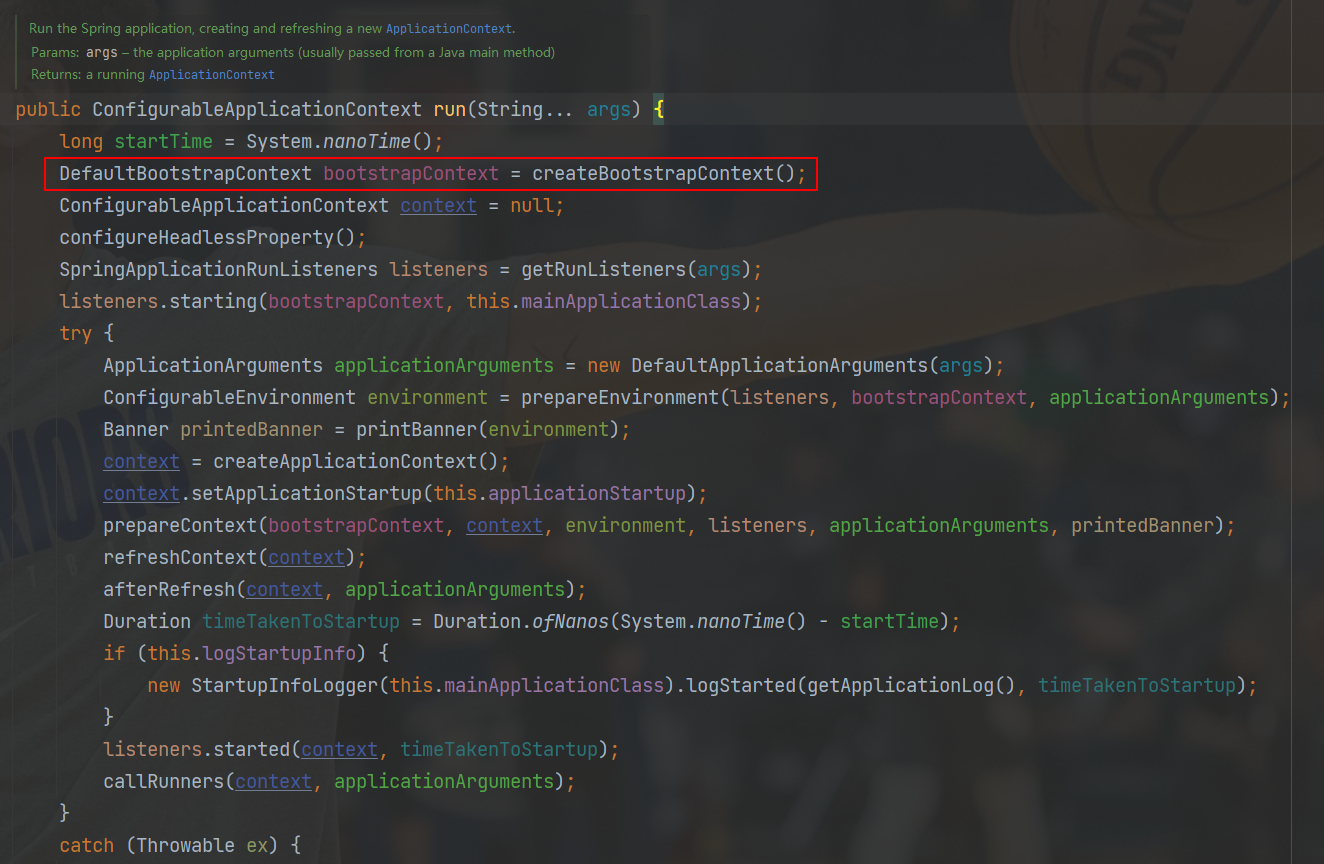 Run the Spring application, creating and refreshing a new ApplicationContext.
Params: args – the application arguments (usually passed from a Java main method)
Returns: a running ApplicationContext
public ConfigurableApplicationContext run(String... args) {
    long startTime = System.nanoTime();
    DefaultBootstrapContext bootstrapContext = createBootstrapContext();
    ConfigurableApplicationContext context = null;
    configureHeadlessProperty();
    SpringApplicationRunListeners listeners = getRunListeners(args);
    listeners.starting(bootstrapContext, this.mainApplicationClass);
    try {
        ApplicationArguments applicationArguments = new DefaultApplicationArguments(args);
        ConfigurableEnvironment environment = prepareEnvironment(listeners, bootstrapContext, applicationArguments);
        Banner printedBanner = printBanner(environment);
        context = createApplicationContext();
        context.setApplicationStartup(this.applicationStartup);
        prepareContext(bootstrapContext, context, environment, listeners, applicationArguments, printedBanner);
        refreshContext(context);
        afterRefresh(context, applicationArguments);
        Duration timeTakenToStartup = Duration.ofNanos(System.nanoTime() - startTime);
        if (this.logStartupInfo) {
            new StartupInfoLogger(this.mainApplicationClass).logStarted(getApplicationLog(), timeTakenToStartup);
        }
        listeners.started(context, timeTakenToStartup);
        callRunners(context, applicationArguments);
    }
    catch (Throwable ex) {